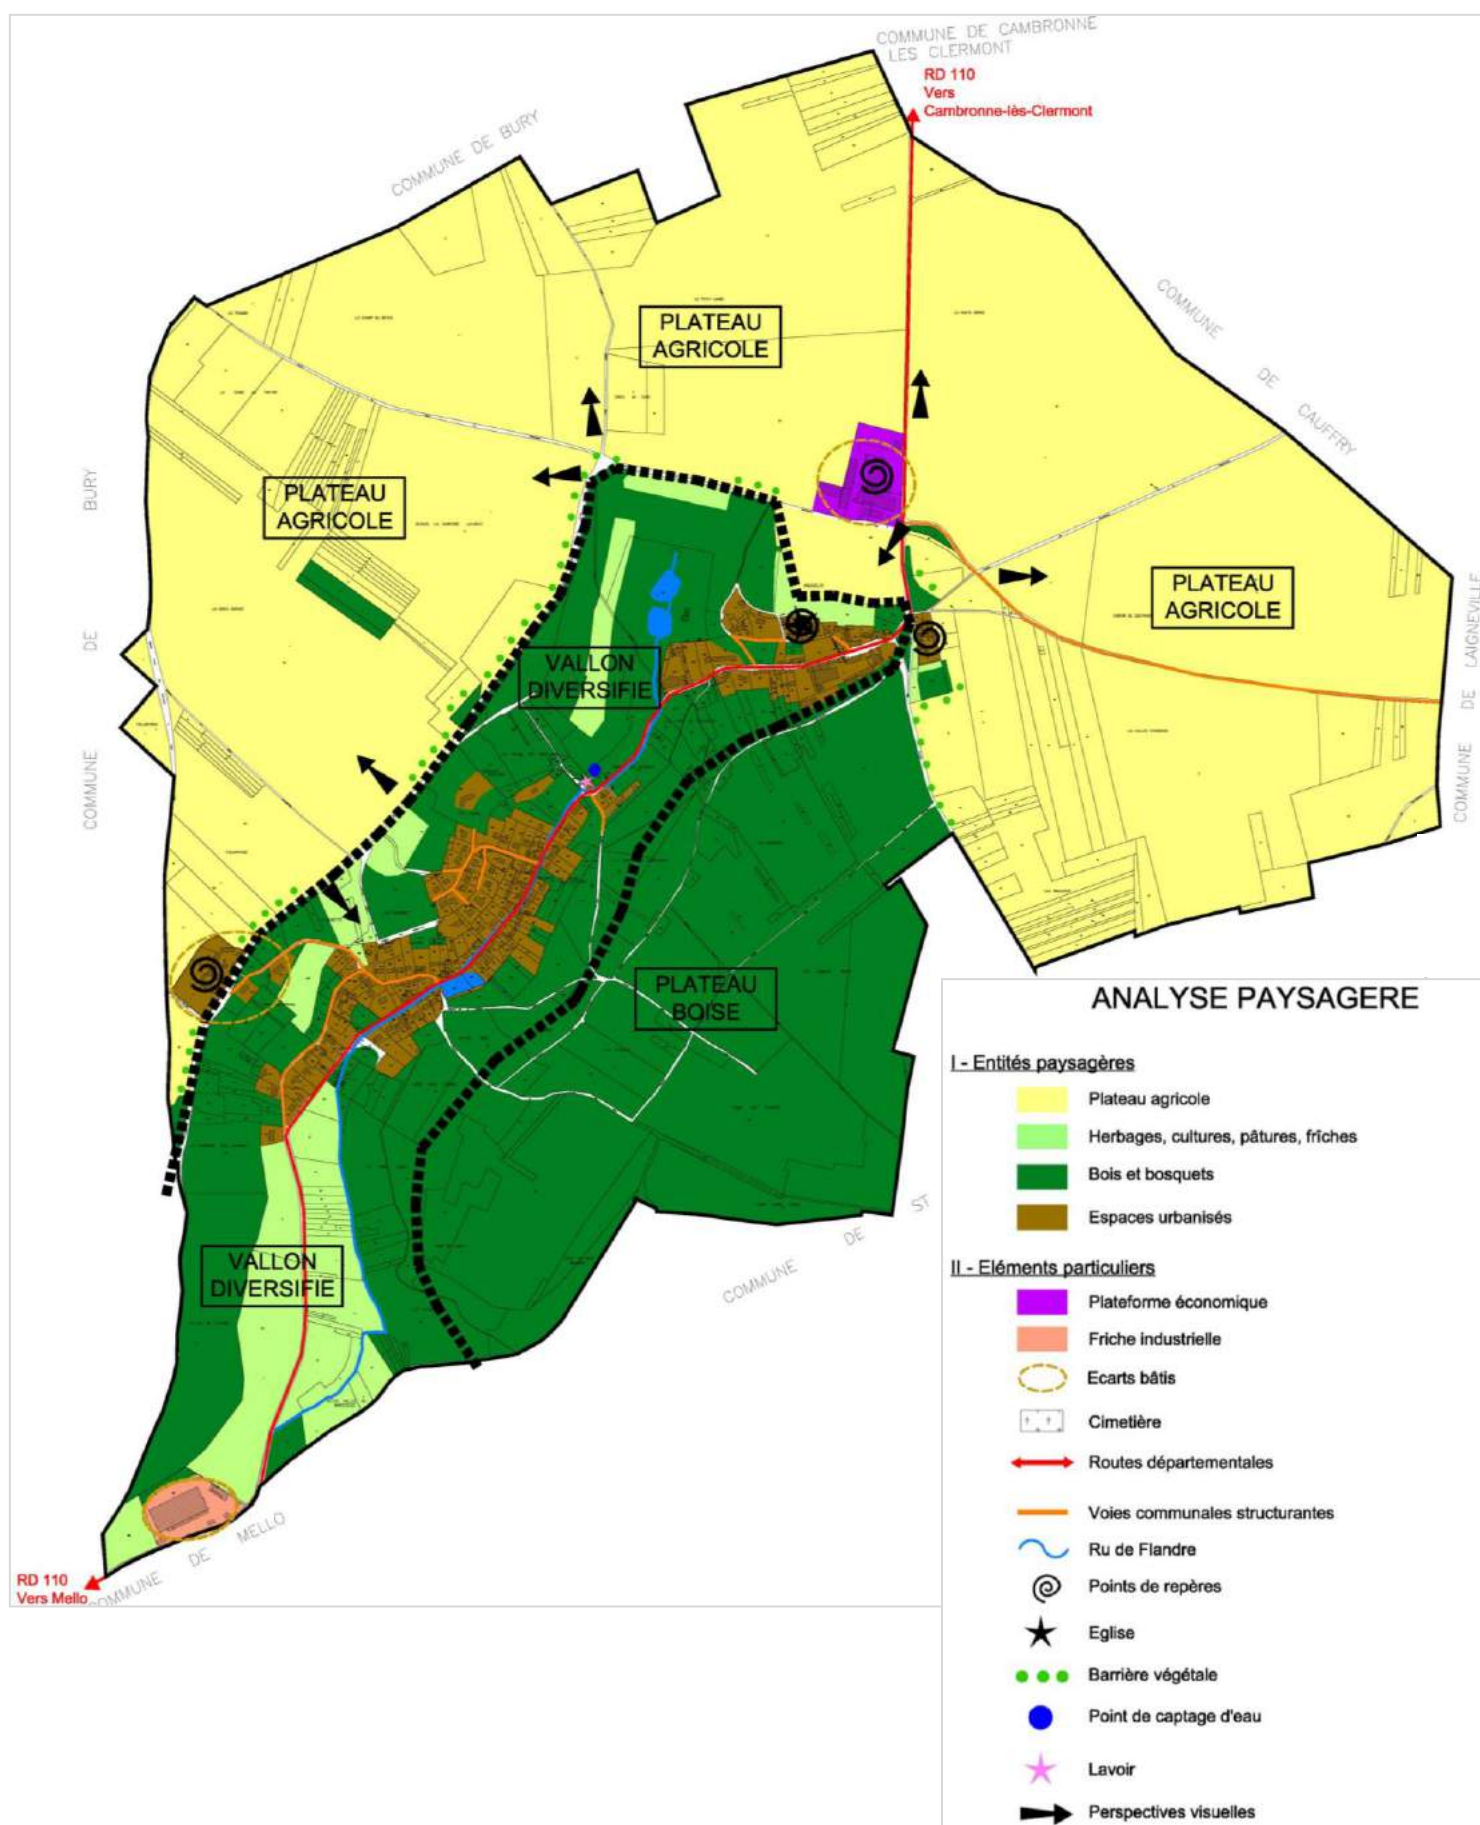 COMMUNE DE CAMBRONNE
LES CLERMONT
RD 110
Vers
Cambronne-lès-Clermont
COMMUNE DE BURY
COMMUNE
DE
CAUFFRY
PLATEAU
AGRICOLE
PLATEAU
AGRICOLE
PLATEAU
AGRICOLE
COMMUNE
DE
BURY
COMMUNE
DE
LAIGNEVILLE
VALLON
DIVERSIFIE
PLATEAU
BOISE
VALLON
DIVERSIFIE
COMMUNE
DE
ST
COMMUNE DE MELLO
RD 110
Vers Mello
ANALYSE PAYSAGERE
I - Entités paysagères
Plateau agricole
Herbages, cultures, pâtures, friches
Bois et bosquets
Espaces urbanisés
II - Eléments particuliers
Plateforme économique
Friche industrielle
Ecarts bâtis
Cimetière
Routes départementales
Voies communales structurantes
Ru de Flandre
Points de repères
Eglise
Barrière végétale
Point de captage d'eau
Lavoir
Perspectives visuelles